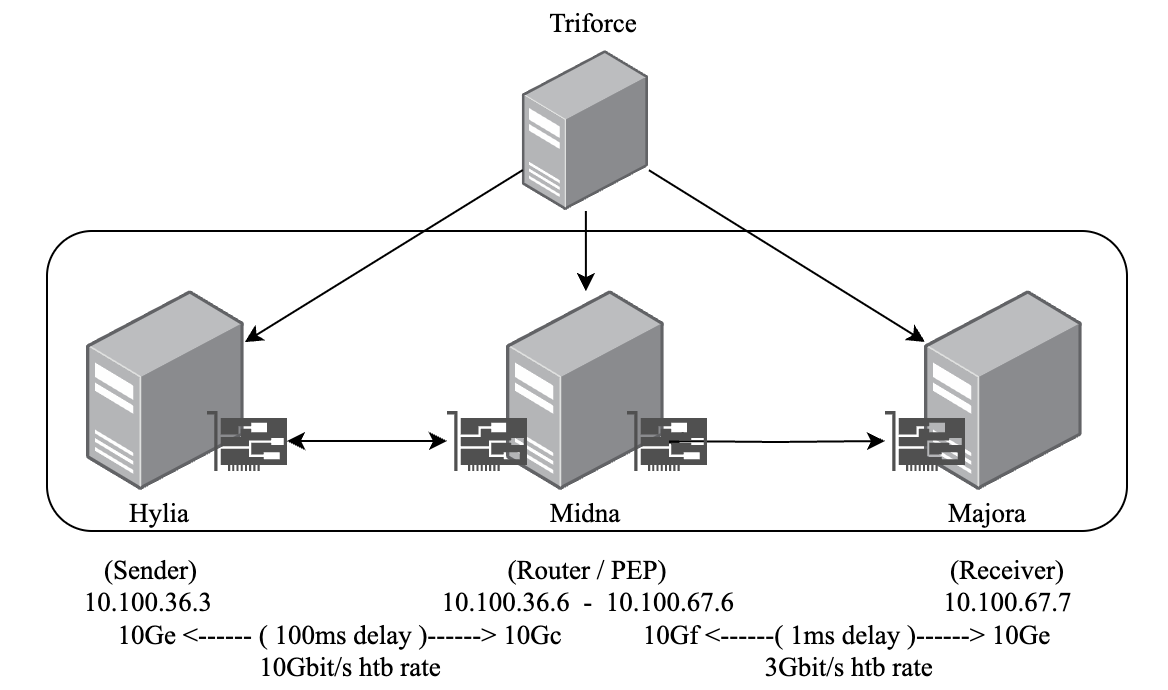 Triforce
Hylia Midna Majora
(Sender) (Router / PEP) (Receiver)
10.100.36.3 10.100.36.6 - 10.100.67.6 10.100.67.7
10Ge <------ ( 100ms delay )------> 10Gc 10Gf <------( 1ms delay )------> 10Ge
10Gbit/s htb rate 3Gbit/s htb rate